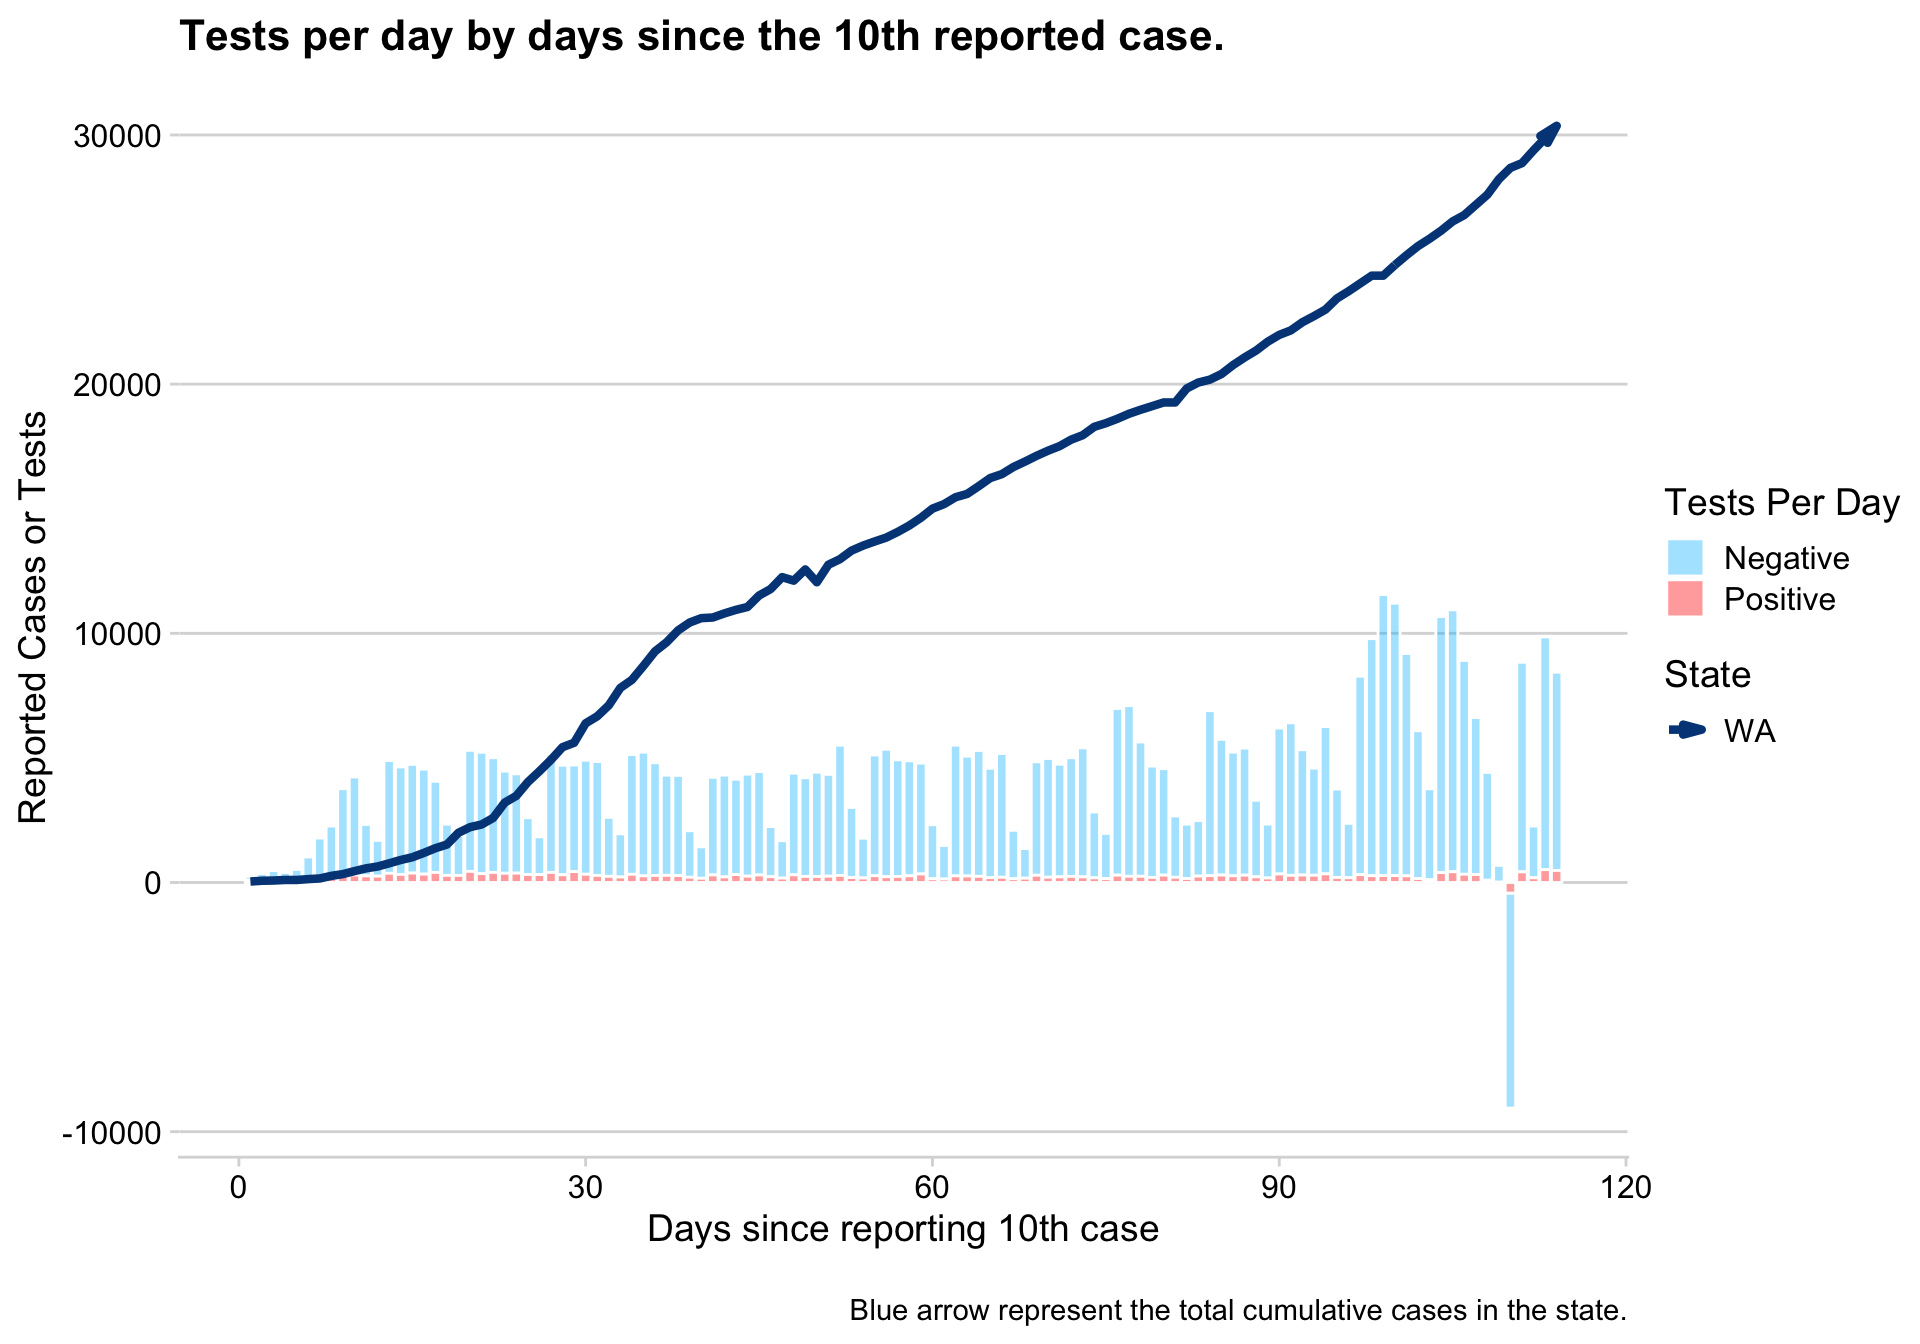 Tests per day by days since the 10th reported case.
30000
20000
10000
0
-10000
Reported Cases or Tests
0 30 60 90 120
Days since reporting 10th case
Tests Per Day
Negative
Positive
State
WA
Blue arrow represent the total cumulative cases in the state.